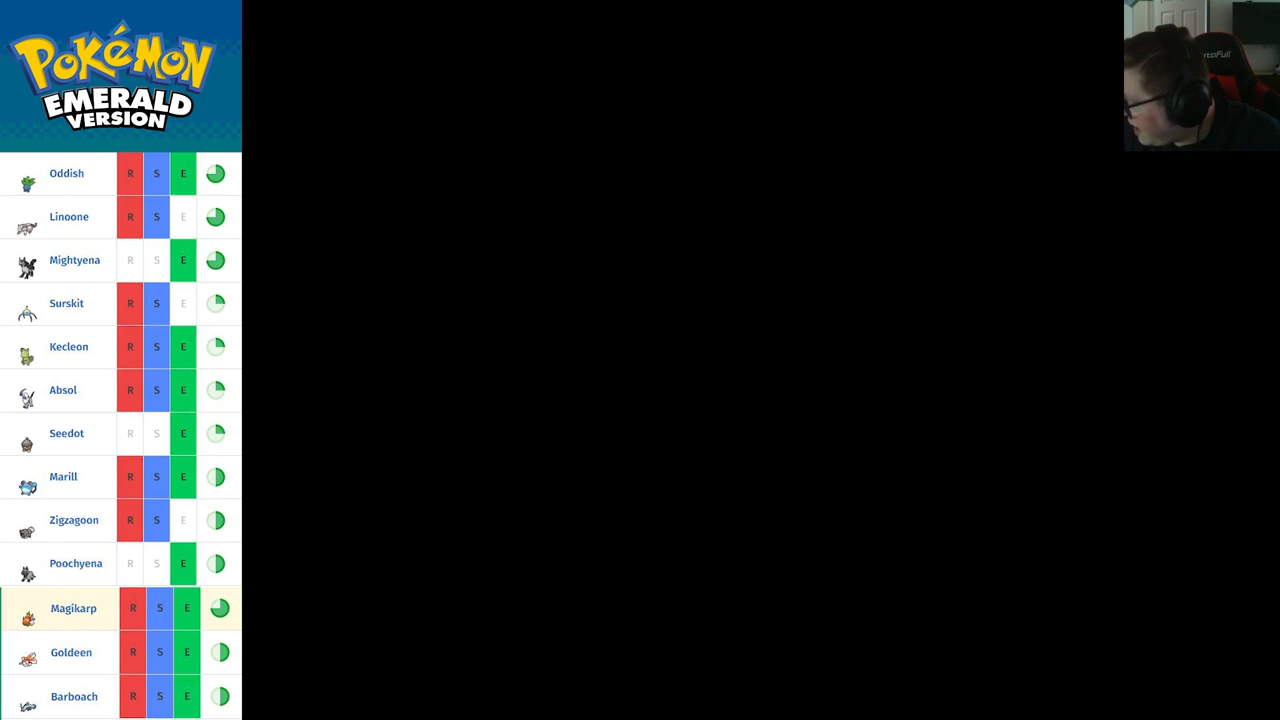 POKéMON
EMERALD
VERSION
Oddish R S E
Linoone R S E
Mightyena R S E
Surskit R S E
Kecleon R S E
Absol R S E
Seedot R S E
Marill R S E
Zigzagoon R S E
Poochyena R S E
Magikarp R S E
Goldeen R S E
Barboach R S E